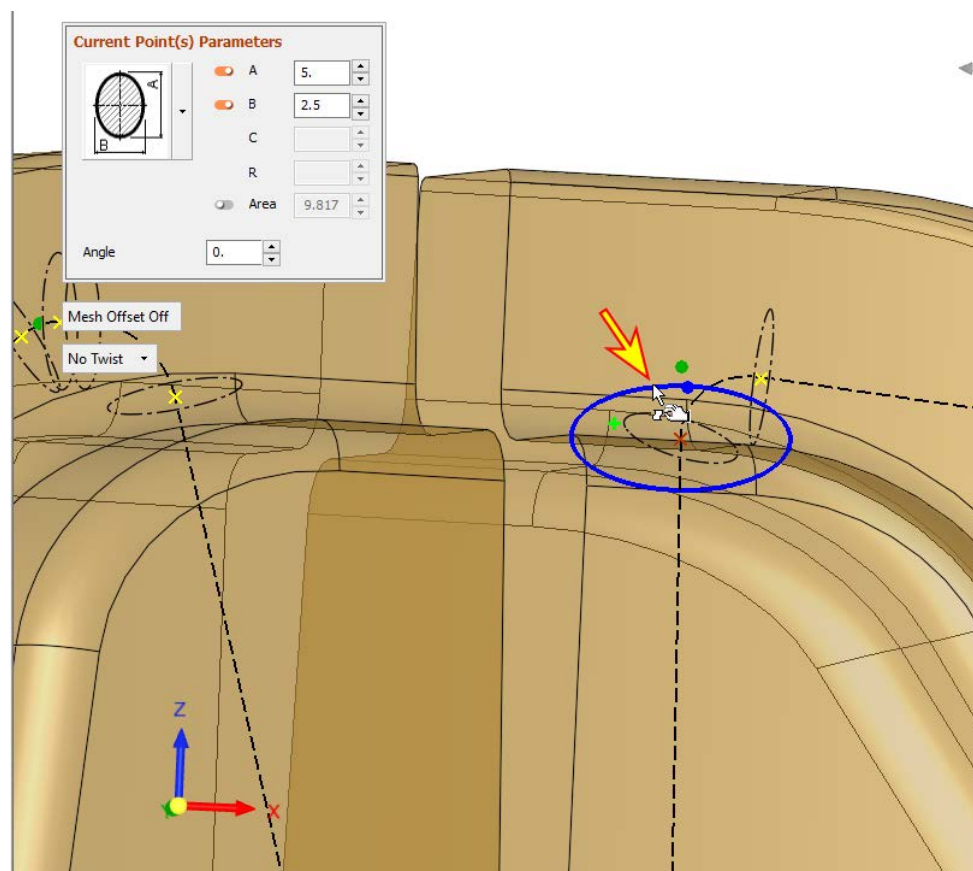 Current Point(s) Parameters
A 5.
B 2.5
C
R
Area 9.817
Angle 0.
A
B
Mesh Offset Off
No Twist
Z
X
Y